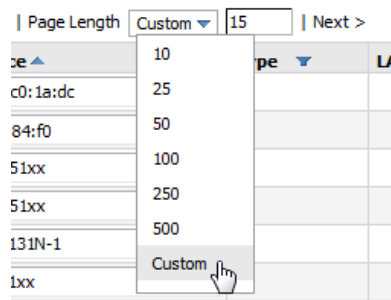 | Page Length Custom 15 | Next >
ce pe LA
10
c0:1a:dc
25
84:f0
50
51xx
100
51xx
250
131N-1
500
1xx
Custom